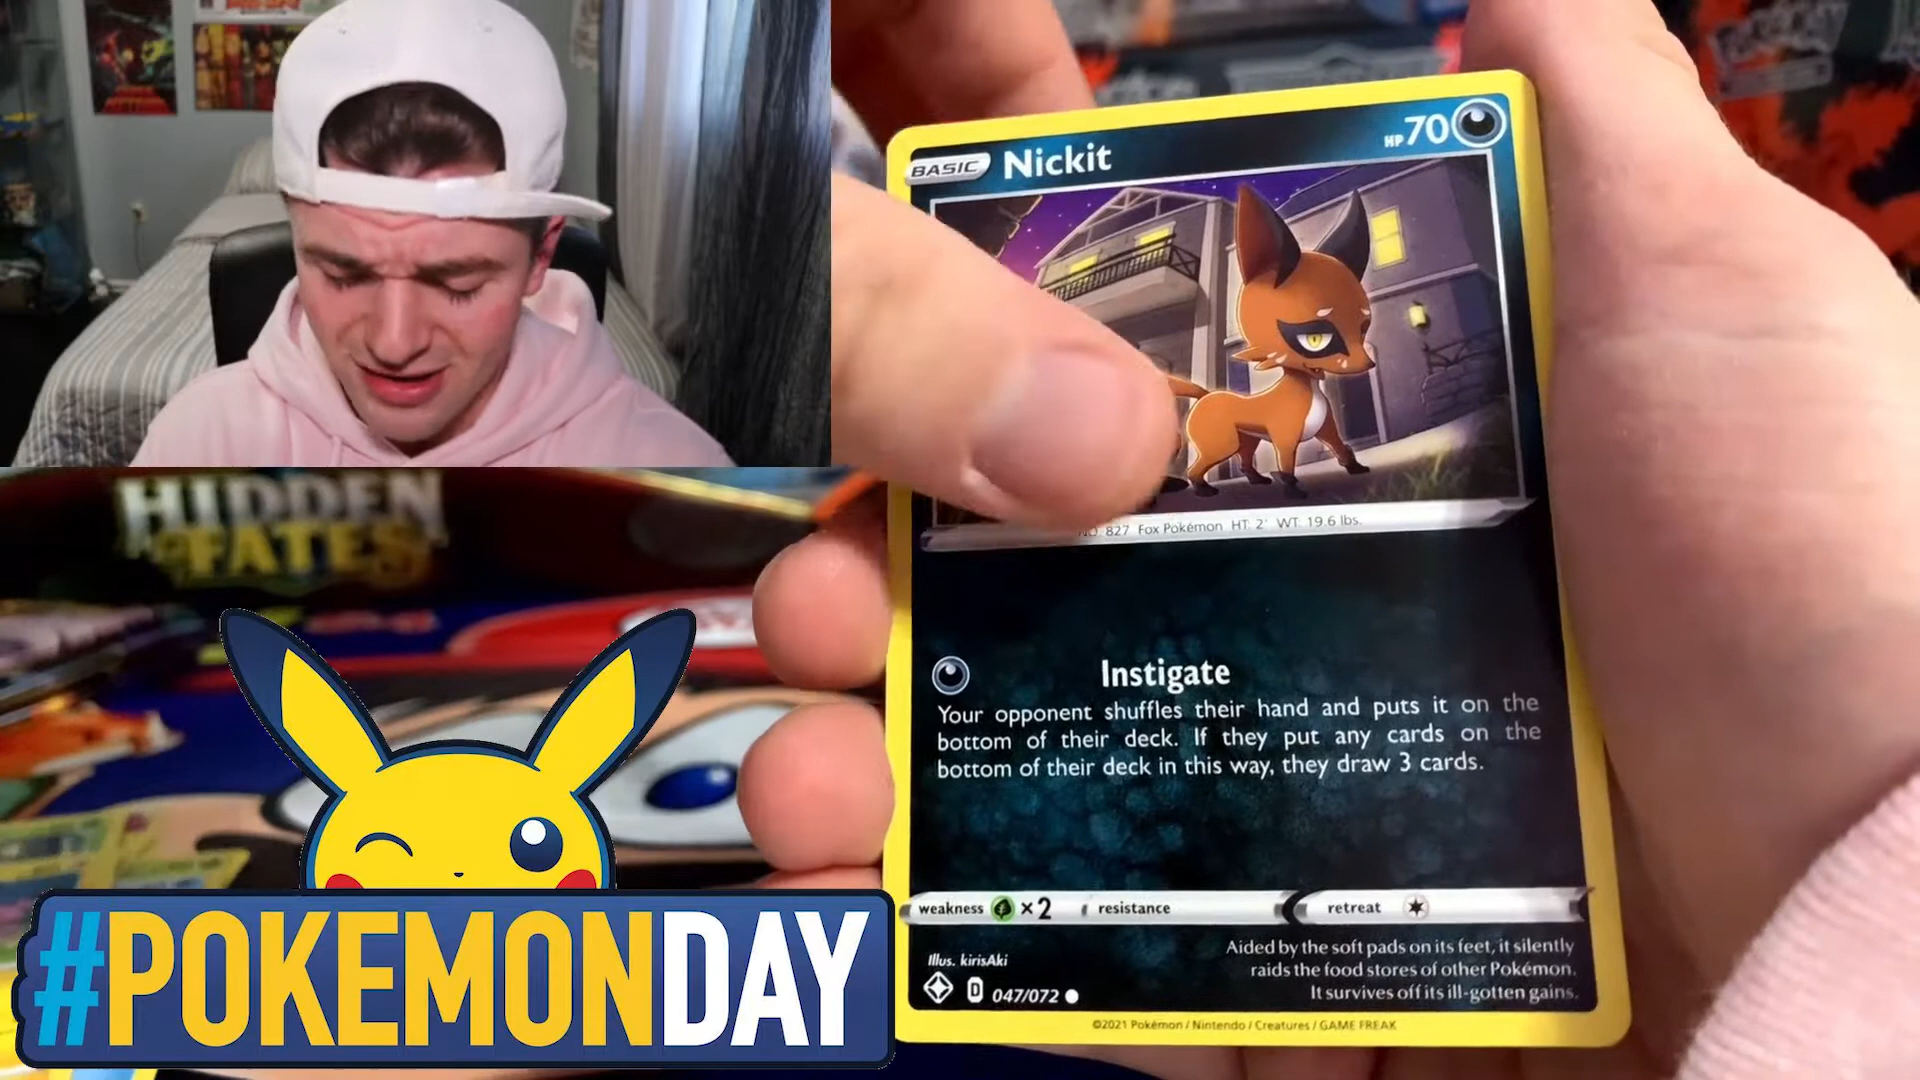 BASIC Nickit HP 70
NO. 827 Fox Pokémon HT: 2' WT: 19.6 lbs.
Instigate
Your opponent shuffles their hand and puts it on the
bottom of their deck. If they put any cards on the
bottom of their deck in this way, they draw 3 cards.
weakness ×2 resistance retreat
Illus. kirisAki
Aided by the soft pads on its feet, it silently
raids the food stores of other Pokémon.
It survives off its ill-gotten gains.
D 047/072
©2021 Pokémon / Nintendo / Creatures / GAME FREAK
HIDDEN
FATES
#POKEMONDAY